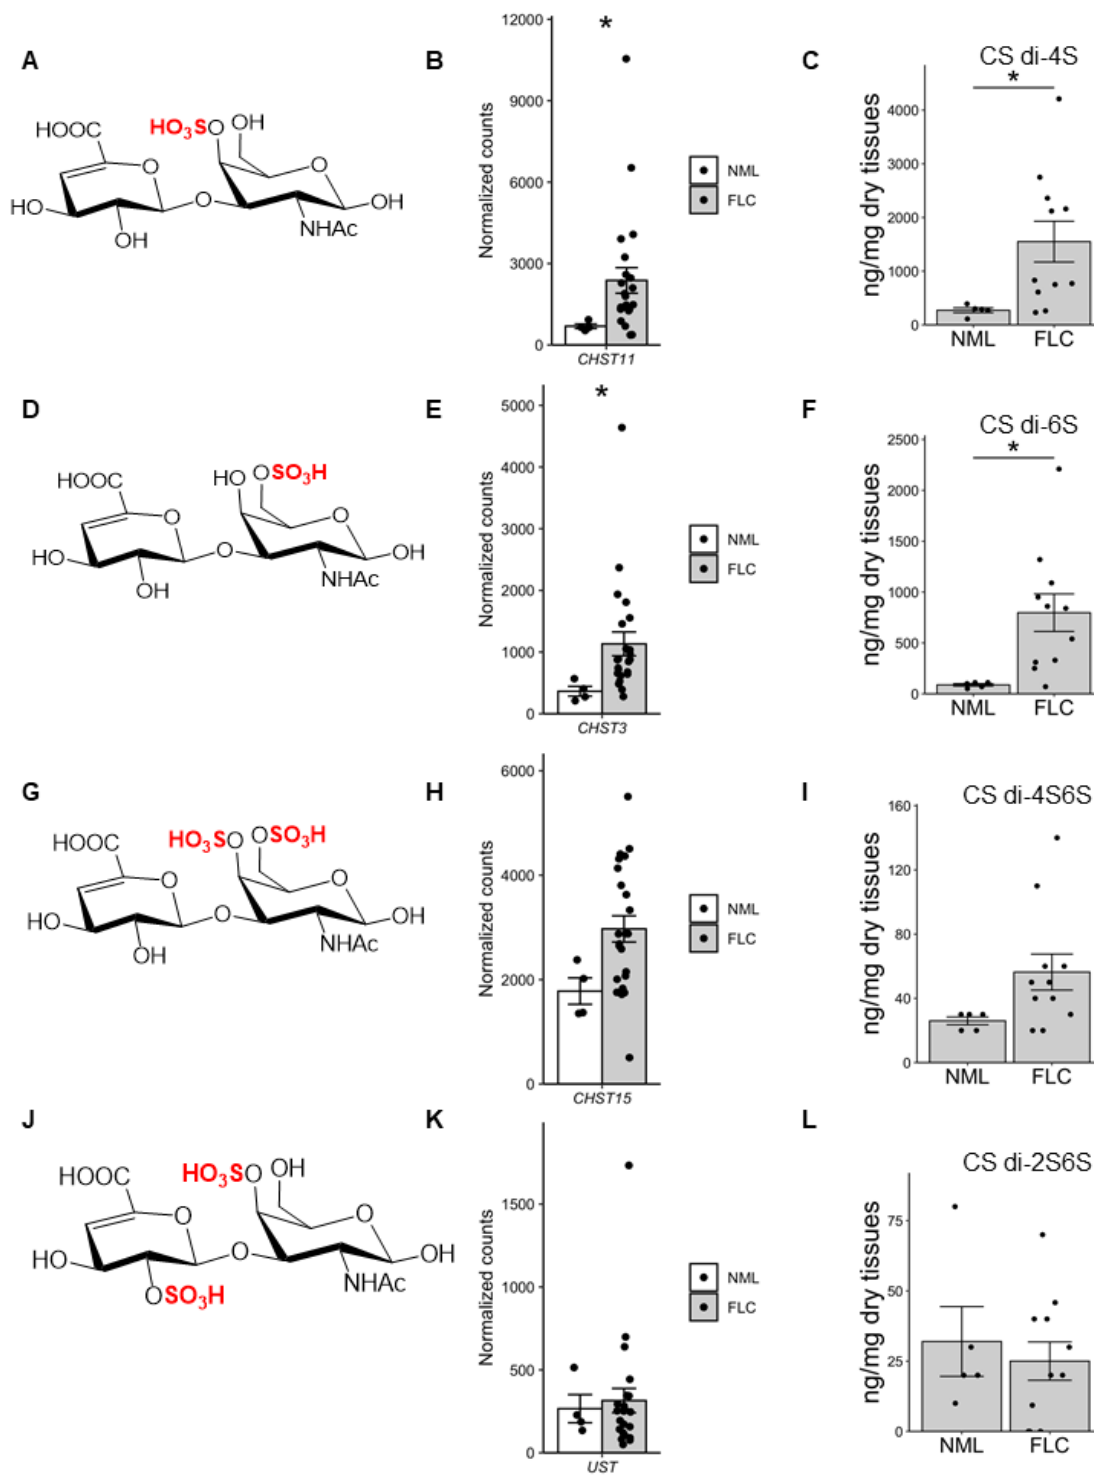 A
HOOC
HO
OH
O
O
HO₃SO
OH
O
NHAc
OH
B
*
Normalized counts
12000
9000
6000
3000
0
CHST11
NML
FLC
C
CS di-4S
*
ng/mg dry tissues
4000
3000
2000
1000
0
NML
FLC
D
HOOC
HO
OH
O
O
HO
OSO₃H
O
NHAc
OH
E
*
Normalized counts
5000
4000
3000
2000
1000
0
CHST3
NML
FLC
F
CS di-6S
*
ng/mg dry tissues
2500
2000
1500
1000
500
0
NML
FLC
G
HOOC
HO
OH
O
O
HO₃SO
OSO₃H
O
NHAc
OH
H
Normalized counts
6000
4000
2000
0
CHST15
NML
FLC
I
CS di-4S6S
ng/mg dry tissues
160
120
80
40
0
NML
FLC
J
HOOC
HO
OSO₃H
O
O
HO₃SO
OH
O
NHAc
OH
K
Normalized counts
1500
1000
500
0
UST
NML
FLC
L
CS di-2S6S
ng/mg dry tissues
75
50
25
0
NML
FLC